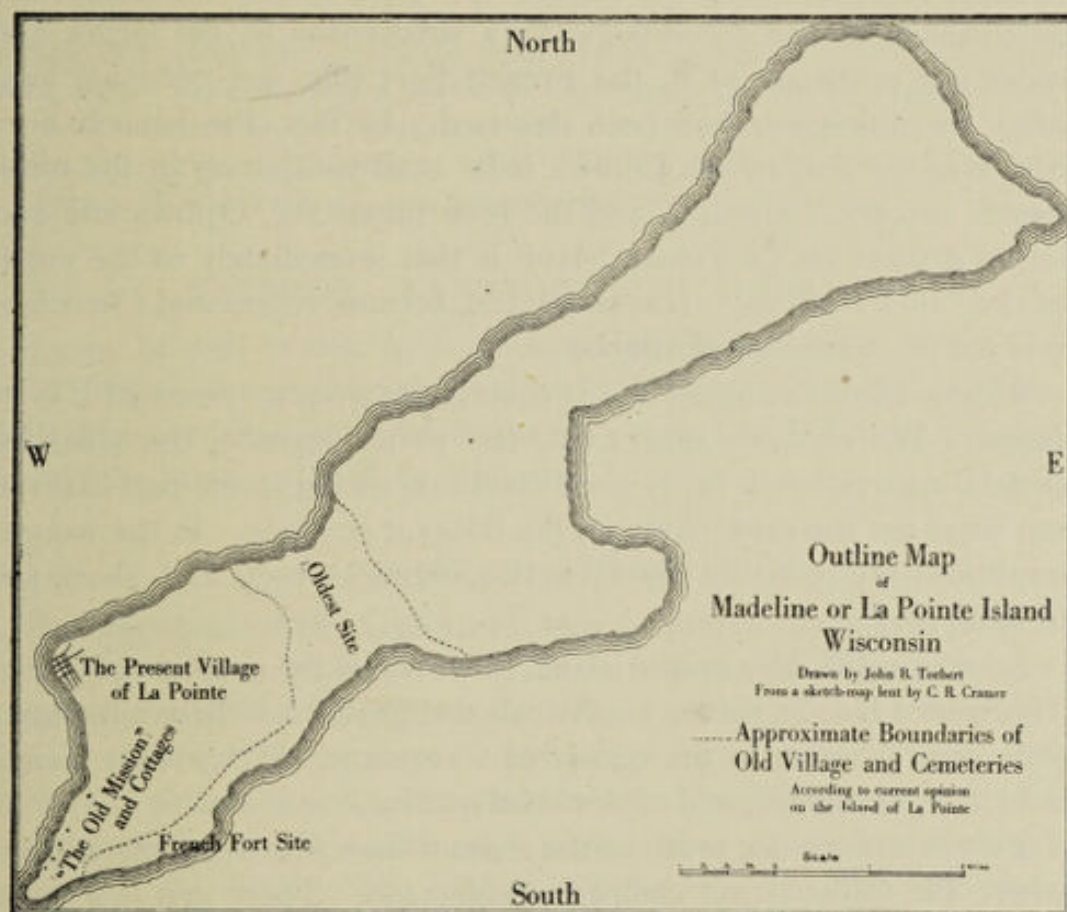 North
W
E
Oldest Site
The Present Village
of La Pointe
"The Old Mission"
and Cottages
French Fort Site
South
Outline Map
of
Madeline or La Pointe Island
Wisconsin
Drawn by John B.
From a sketch-map lent by C. R. Cramer
Approximate Boundaries of
Old Village and Cemeteries
According to current opinion
on the Island of La Pointe
Scale